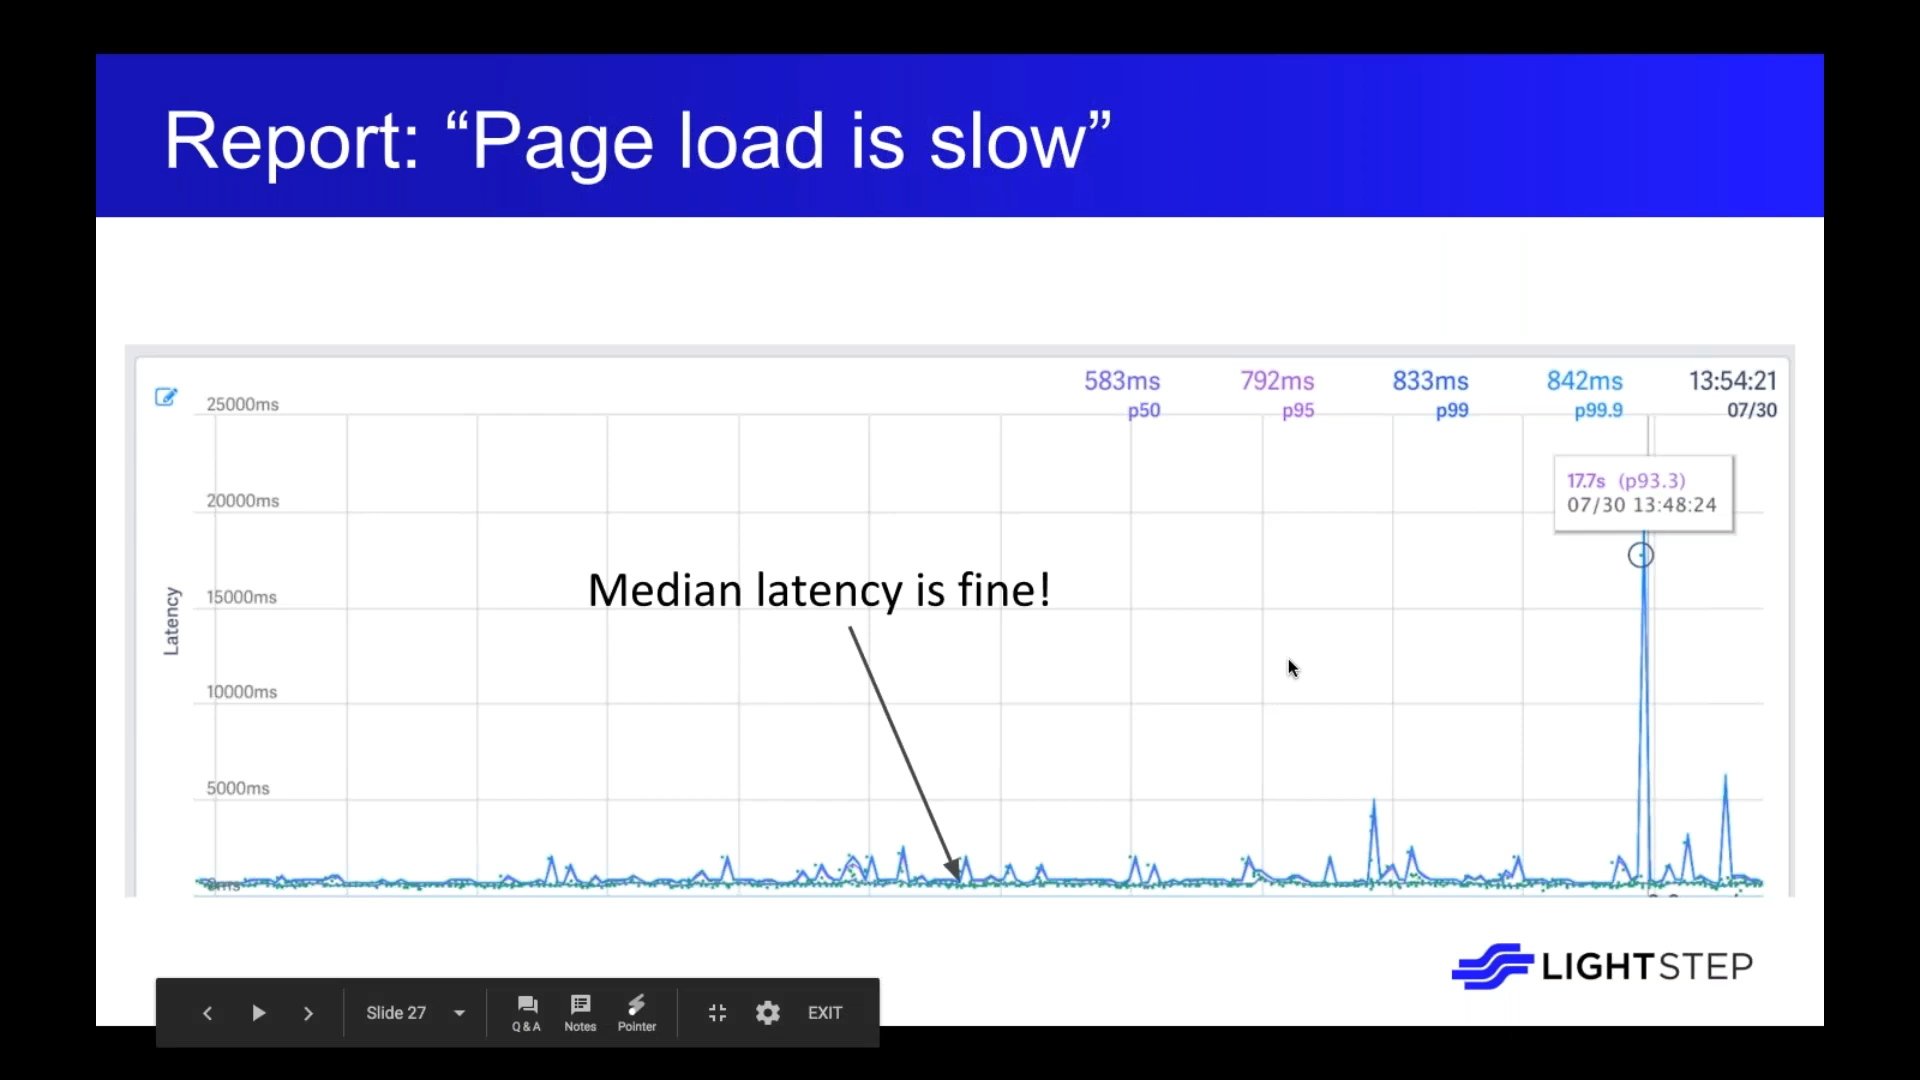 Report: “Page load is slow”
583ms
p50
792ms
p95
833ms
p99
842ms
p99.9
13:54:21
07/30
25000ms
20000ms
15000ms
10000ms
5000ms
0ms
Latency
17.7s (p93.3)
07/30 13:48:24
Median latency is fine!
LIGHTSTEP
Slide 27
Q & A
Notes
Pointer
EXIT